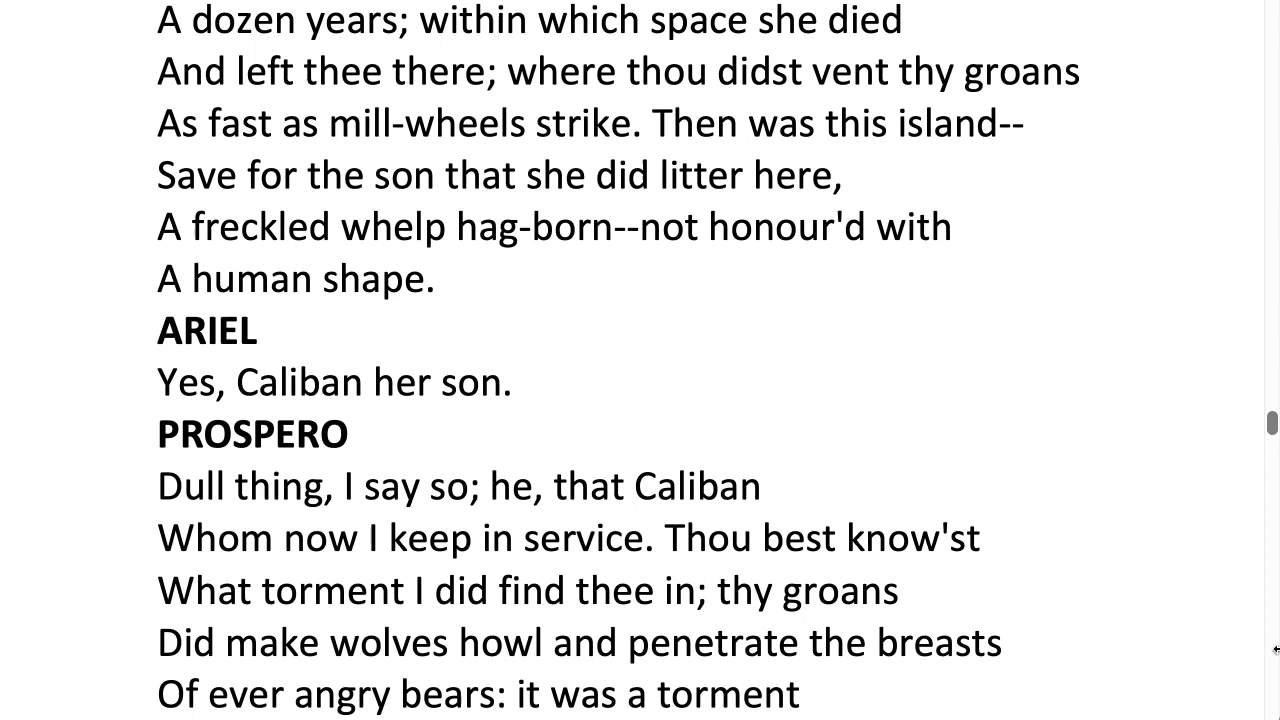 A dozen years; within which space she died
And left thee there; where thou didst vent thy groans
As fast as mill-wheels strike. Then was this island--
Save for the son that she did litter here,
A freckled whelp hag-born--not honour'd with
A human shape.
ARIEL
Yes, Caliban her son.
PROSPERO
Dull thing, I say so; he, that Caliban
Whom now I keep in service. Thou best know'st
What torment I did find thee in; thy groans
Did make wolves howl and penetrate the breasts
Of ever angry bears: it was a torment